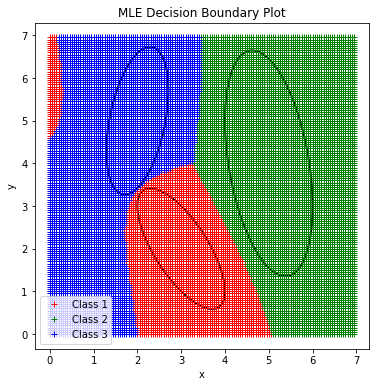 MLE Decision Boundary Plot
7
6
5
4
3
2
1
0
y
Class 1
Class 2
Class 3
0 1 2 3 4 5 6 7
x